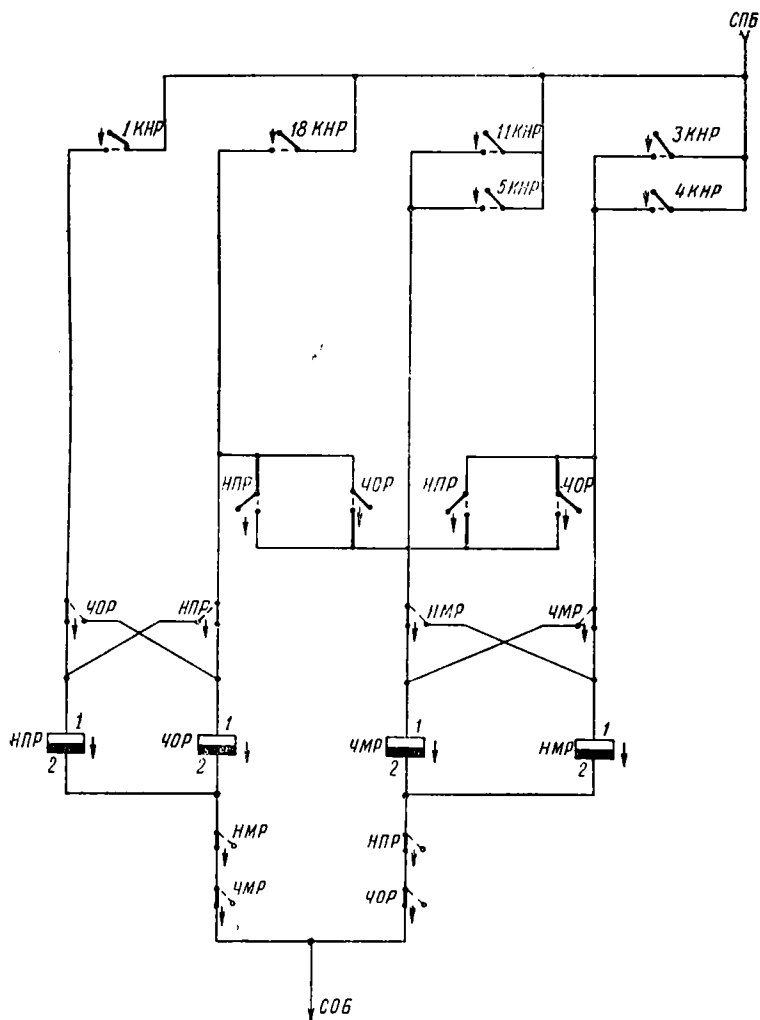 СПБ
1КНР 18КНР 11КНР 3КНР
5КНР 4КНР
НПР ЧОР НПР ЧОР
ЧОР НПР НМР ЧМР
НПР 1 2 ЧОР 1 2 ЧМР 1 2 НМР 1 2
НМР НПР
ЧМР ЧОР
СОБ